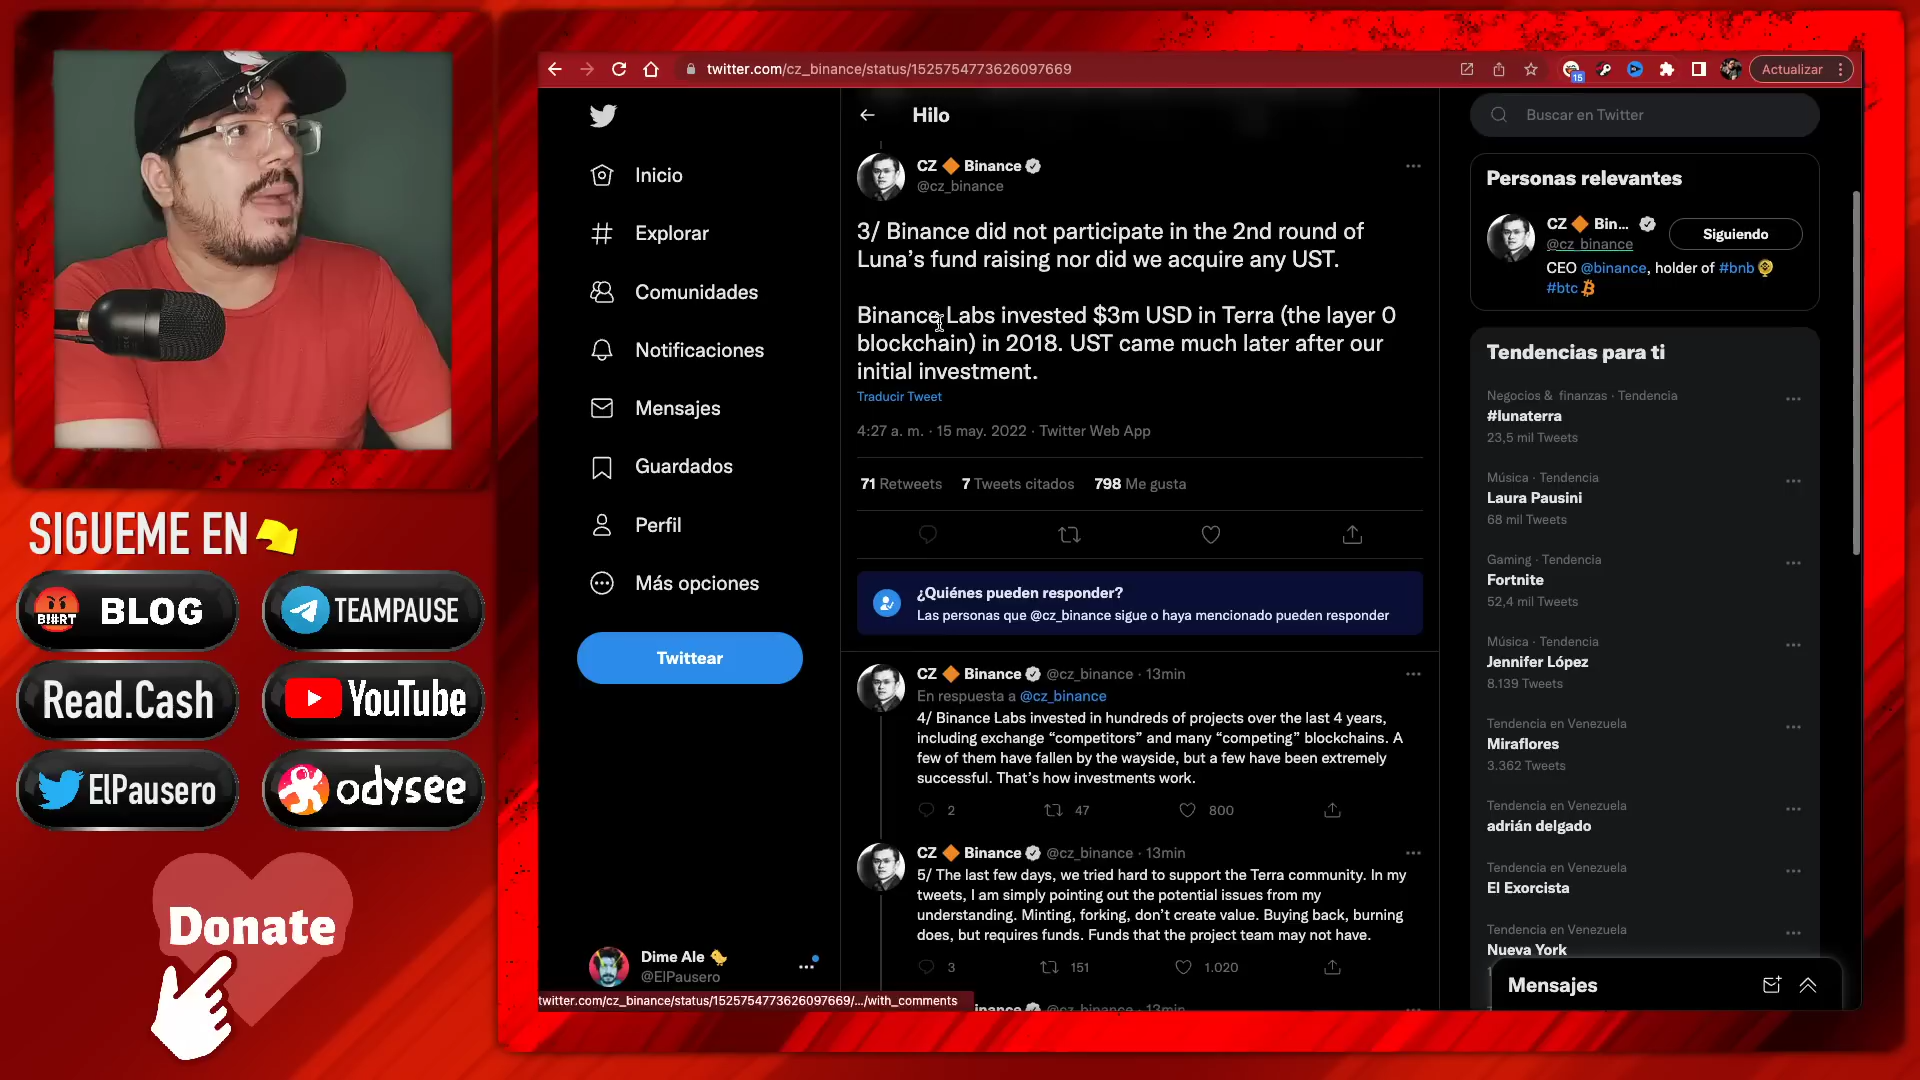 SIGUEME EN
BI#RT
BLOG
TEAMPAUSE
Read.Cash
YouTube
ElPausero
odysee
Donate
twitter.com/cz_binance/status/1525754773626097669
15
Actualizar
Inicio
Explorar
Comunidades
Notificaciones
Mensajes
Guardados
Perfil
Más opciones
Twittear
Dime Ale
@ElPausero
twitter.com/cz_binance/status/1525754773626097669/.../with_comments
Hilo
CZ Binance
@cz_binance
3/ Binance did not participate in the 2nd round of
Luna’s fund raising nor did we acquire any UST.
Binance Labs invested $3m USD in Terra (the layer 0
blockchain) in 2018. UST came much later after our
initial investment.
Traducir Tweet
4:27 a. m. · 15 may. 2022 · Twitter Web App
71 Retweets 7 Tweets citados 798 Me gusta
¿Quiénes pueden responder?
Las personas que @cz_binance sigue o haya mencionado pueden responder
CZ Binance @cz_binance · 13min
En respuesta a @cz_binance
4/ Binance Labs invested in hundreds of projects over the last 4 years,
including exchange “competitors” and many “competing” blockchains. A
few of them have fallen by the wayside, but a few have been extremely
successful. That’s how investments work.
2 47 800
CZ Binance @cz_binance · 13min
5/ The last few days, we tried hard to support the Terra community. In my
tweets, I am simply pointing out the potential issues from my
understanding. Minting, forking, don’t create value. Buying back, burning
does, but requires funds. Funds that the project team may not have.
3 151 1.020
Buscar en Twitter
Personas relevantes
CZ Bin...
@cz_binance
Siguiendo
CEO @binance, holder of #bnb
#btc
Tendencias para ti
Negocios & finanzas · Tendencia
#lunaterra
23,5 mil Tweets
Música · Tendencia
Laura Pausini
68 mil Tweets
Gaming · Tendencia
Fortnite
52,4 mil Tweets
Música · Tendencia
Jennifer López
8.139 Tweets
Tendencia en Venezuela
Miraflores
3.362 Tweets
Tendencia en Venezuela
adrián delgado
Tendencia en Venezuela
El Exorcista
Tendencia en Venezuela
Nueva York
Mensajes